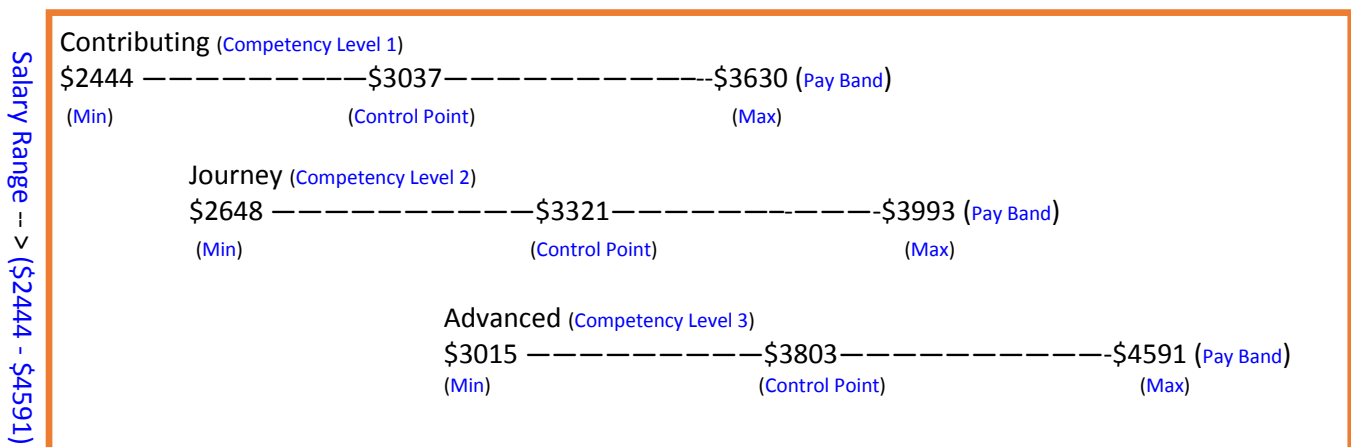 Salary Range -- > ($2444 - $4591)
Contributing (Competency Level 1)
$2444 ————————–—$3037——————————–--$3630 (Pay Band)
(Min) (Control Point) (Max)
Journey (Competency Level 2)
$2648 ——————————$3321——————–-———-$3993 (Pay Band)
(Min) (Control Point) (Max)
Advanced (Competency Level 3)
$3015 —————————$3803——————————-$4591 (Pay Band)
(Min) (Control Point) (Max)